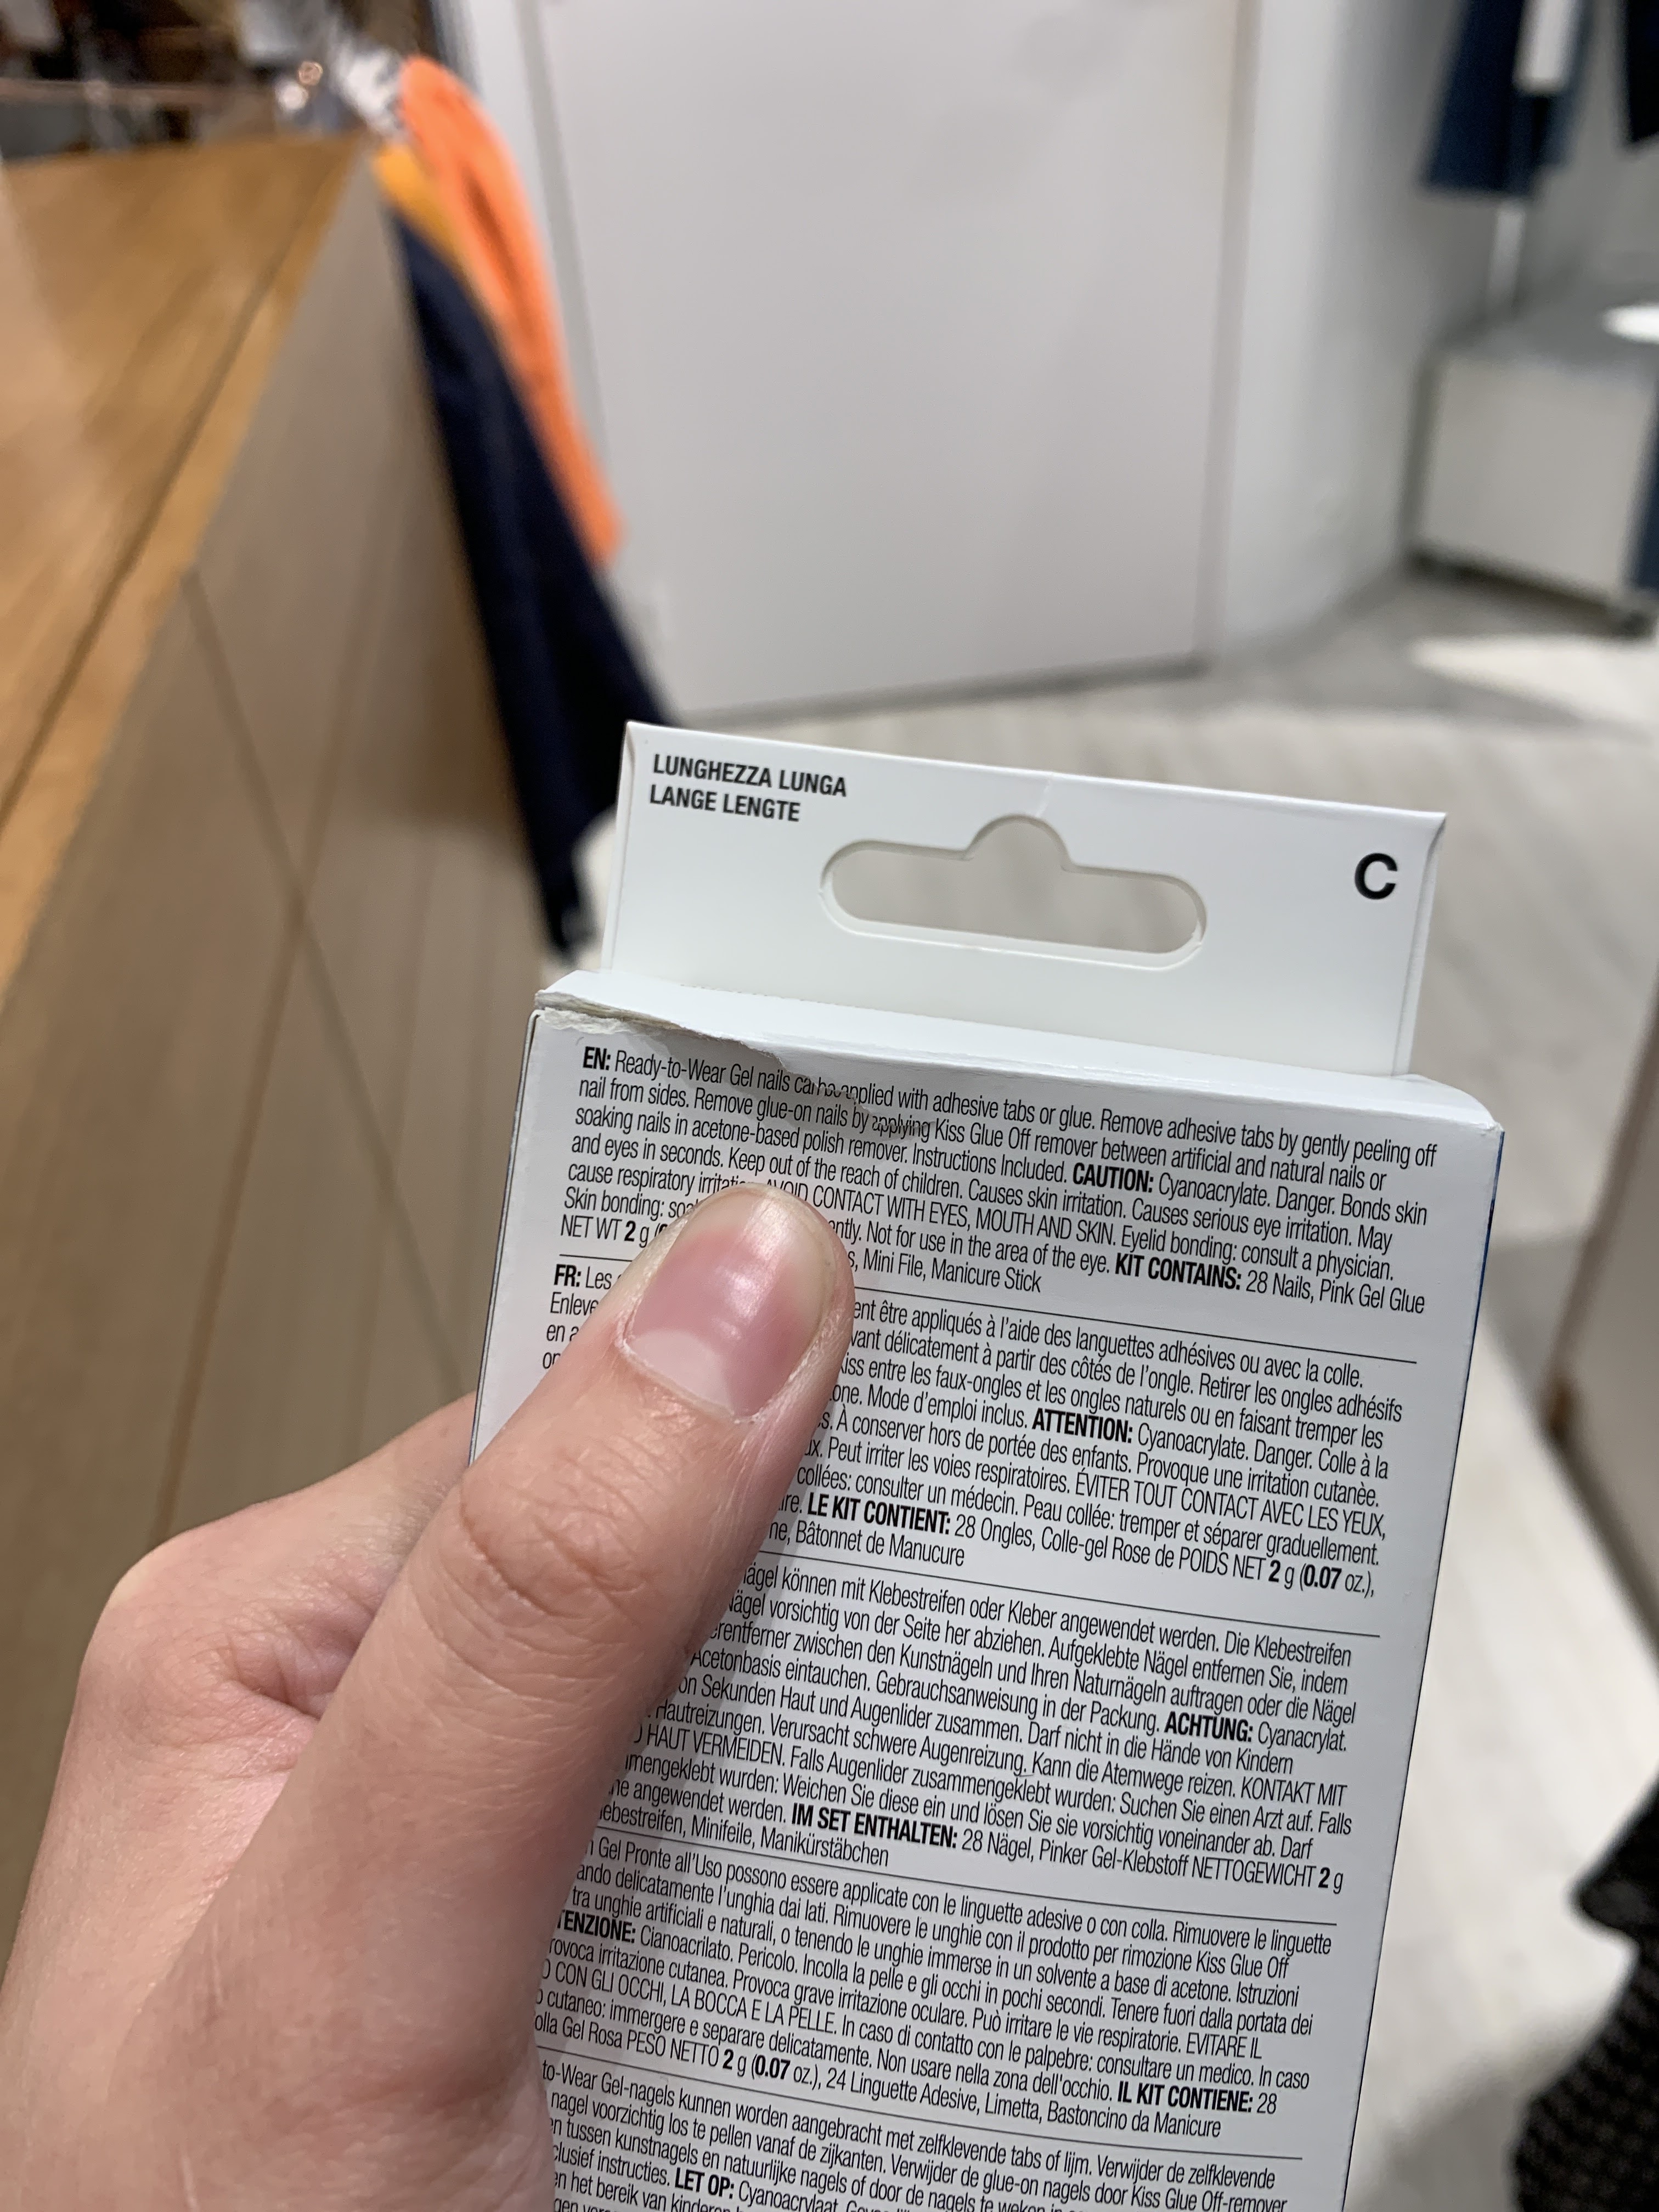 LUNGHEZZA LUNGA
LANGE LENGTE
C
EN: Ready-to-Wear Gel nails can be applied with adhesive tabs or glue. Remove adhesive tabs by gently peeling off
nail from sides. Remove glue-on nails by applying Kiss Glue Off remover between artificial and natural nails or
soaking nails in acetone-based polish remover. Instructions Included. CAUTION: Cyanoacrylate. Danger. Bonds skin
and eyes in seconds. Keep out of the reach of children. Causes skin irritation. Causes serious eye irritation. May
cause respiratory irritation. AVOID CONTACT WITH EYES, MOUTH AND SKIN. Eyelid bonding: consult a physician.
Skin bonding: Not for use in the area of the eye. KIT CONTAINS: 28 Nails, Pink Gel Glue
NET WT 2 g Mini File, Manicure Stick
FR: Les être appliqués à l'aide des languettes adhésives ou avec la colle.
délicatement à partir des côtés de l'ongle. Retirer les ongles adhésifs
entre les faux-ongles et les ongles naturels ou en faisant tremper les
Mode d'emploi inclus. ATTENTION: Cyanoacrylate. Danger. Colle à la
À conserver hors de portée des enfants. Provoque une irritation cutanèe.
Peut irriter les voies respiratoires. ÉVITER TOUT CONTACT AVEC LES YEUX,
collées: consulter un médecin. Peau collée: tremper et séparer graduellement.
LE KIT CONTIENT: 28 Ongles, Colle-gel Rose de POIDS NET 2 g (0.07 oz.),
Bâtonnet de Manucure
können mit Klebestreifen oder Kleber angewendet werden. Die Klebestreifen
vorsichtig von der Seite her abziehen. Aufgeklebte Nägel entfernen Sie, indem
zwischen den Kunstnägeln und Ihren Naturnägeln auftragen oder die Nägel
Acetonbasis eintauchen. Gebrauchsanweisung in der Packung. ACHTUNG: Cyanacrylat.
Sekunden Haut und Augenlider zusammen. Darf nicht in die Hände von Kindern
Hautreizungen. Verursacht schwere Augenreizung. Kann die Atemwege reizen. KONTAKT MIT
HAUT VERMEIDEN. Falls Augenlider zusammengeklebt wurden: Suchen Sie einen Arzt auf. Falls
wurden: Weichen Sie diese ein und lösen Sie sie vorsichtig voneinander ab. Darf
angewendet werden. IM SET ENTHALTEN: 28 Nägel, Pinker Gel-Klebstoff NETTOGEWICHT 2 g
Minifeile, Manikürstäbchen
Gel Pronte all'Uso possono essere applicate con le linguette adesive o con colla. Rimuovere le linguette
delicatamente l'unghia dai lati. Rimuovere le unghie con il prodotto per rimozione Kiss Glue Off
tra unghie artificiali e naturali, o tenendo le unghie immerse in un solvente a base di acetone. Istruzioni
Cianoacrilato. Pericolo. Incolla la pelle e gli occhi in pochi secondi. Tenere fuori dalla portata dei
irritazione cutanea. Provoca grave irritazione oculare. Può irritare le vie respiratorie. EVITARE IL
CON GLI OCCHI, LA BOCCA E LA PELLE. In caso di contatto con le palpebre: consultare un medico. In caso
cutaneo: immergere e separare delicatamente. Non usare nella zona dell'occhio. IL KIT CONTIENE: 28
Gel Rosa PESO NETTO 2 g (0.07 oz.), 24 Linguette Adesive, Limetta, Bastoncino da Manicure
to-Wear Gel-nagels kunnen worden aangebracht met zelfklevende tabs of lijm. Verwijder de zelfklevende
nagel voorzichtig los te pellen vanaf de zijkanten. Verwijder de glue-on nagels door Kiss Glue Off-remover
tussen kunstnagels en natuurlijke nagels of door de nagels te weken in
instructies. LET OP: Cyanoacrylaat.
het bereik van kinderen